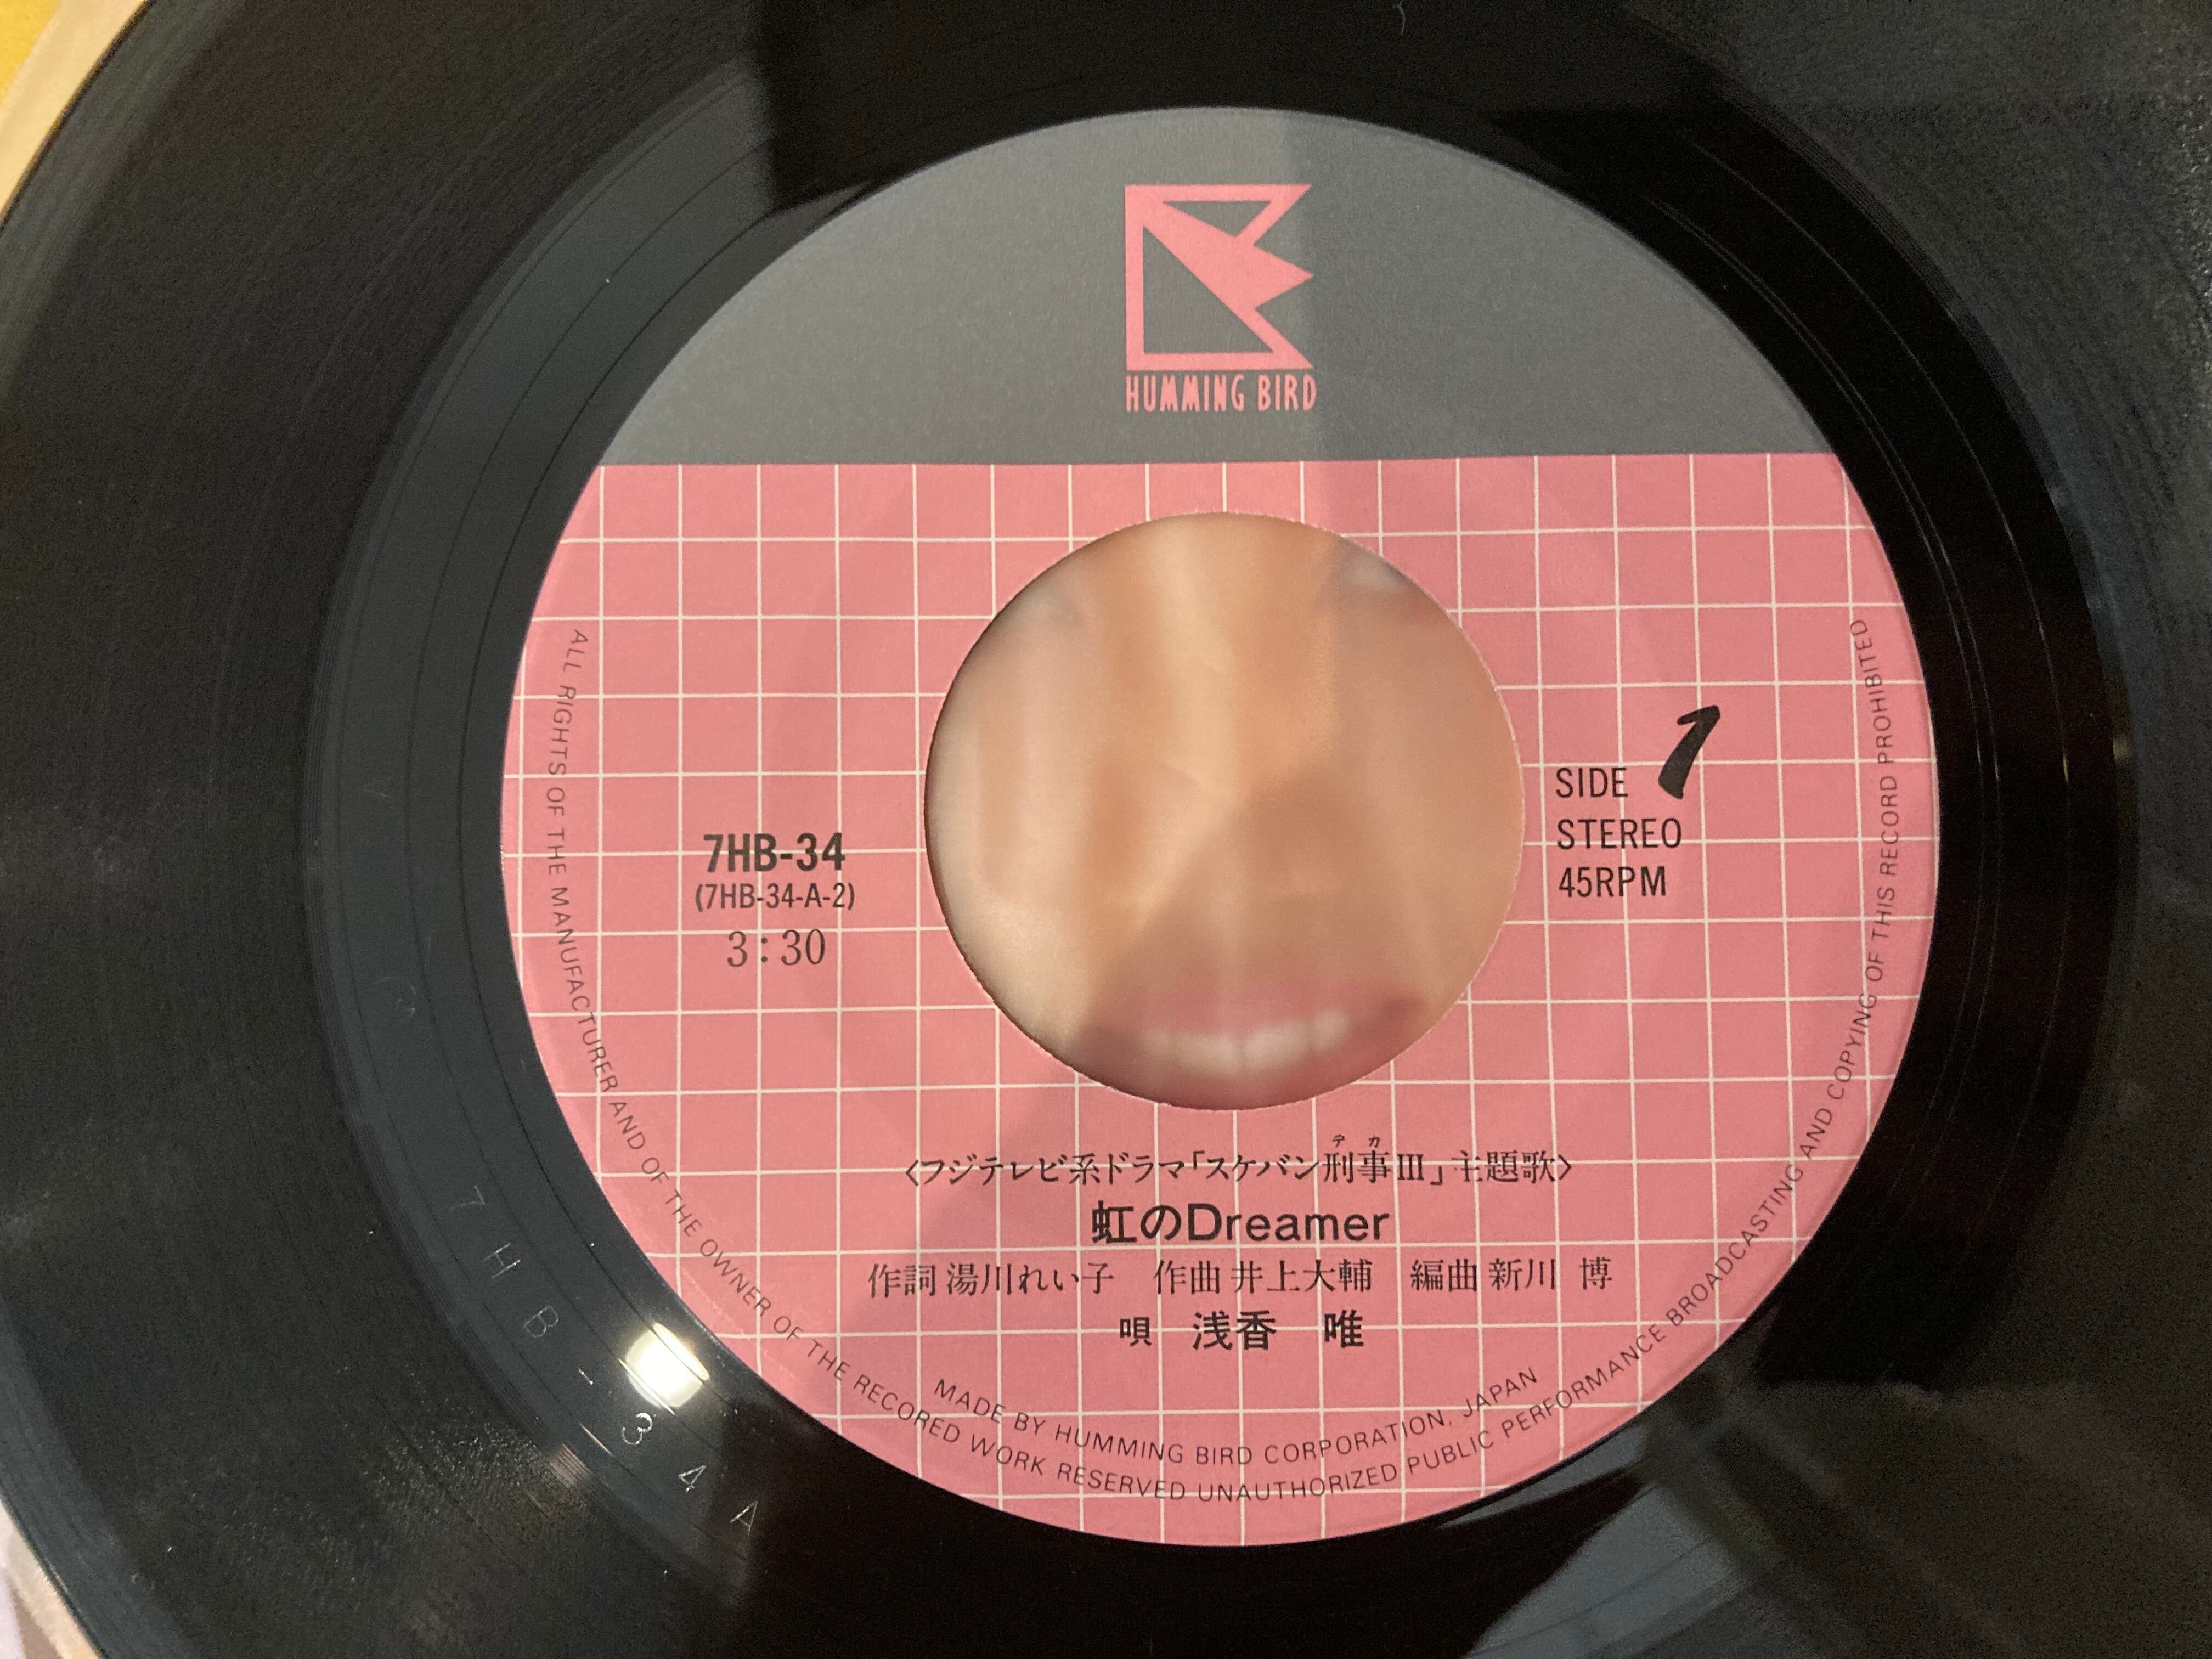 HUMMING BIRD
SIDE 1
STEREO
45RPM
7HB-34
(7HB-34-A-2)
3:30
デカ
〈フジテレビ系ドラマ「スケバン刑事III」主題歌〉
虹のDreamer
作詞 湯川れい子 作曲 井上大輔 編曲 新川 博
唄 浅香 唯
MADE BY HUMMING BIRD CORPORATION, JAPAN
ALL RIGHTS OF THE MANUFACTURER AND OF THE OWNER OF THE RECORED WORK RESERVED UNAUTHORIZED PUBLIC PERFORMANCE BROADCASTING AND COPYING OF THIS RECORD PROHIBITED
7HB-34A